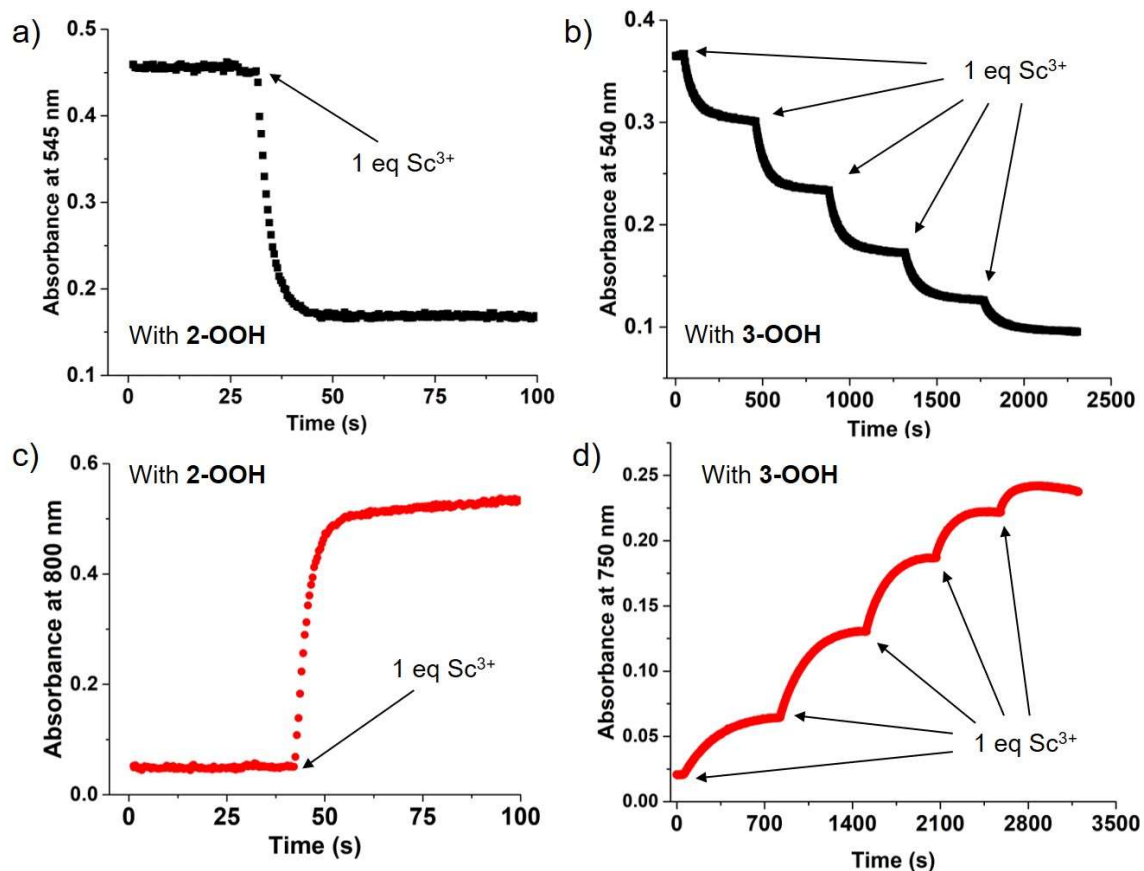 a)
0.5
0.4
0.3
0.2
0.1
Absorbance at 545 nm
1 eq Sc³⁺
With 2-OOH
0
25
50
75
100
Time (s)
b)
0.4
0.3
0.2
0.1
Absorbance at 540 nm
1 eq Sc³⁺
With 3-OOH
0
500
1000
1500
2000
2500
Time (s)
c)
0.6
0.4
0.2
0.0
Absorbance at 800 nm
With 2-OOH
1 eq Sc³⁺
0
25
50
75
100
Time (s)
d)
0.25
0.20
0.15
0.10
0.05
0.00
Absorbance at 750 nm
With 3-OOH
1 eq Sc³⁺
0
700
1400
2100
2800
3500
Time (s)